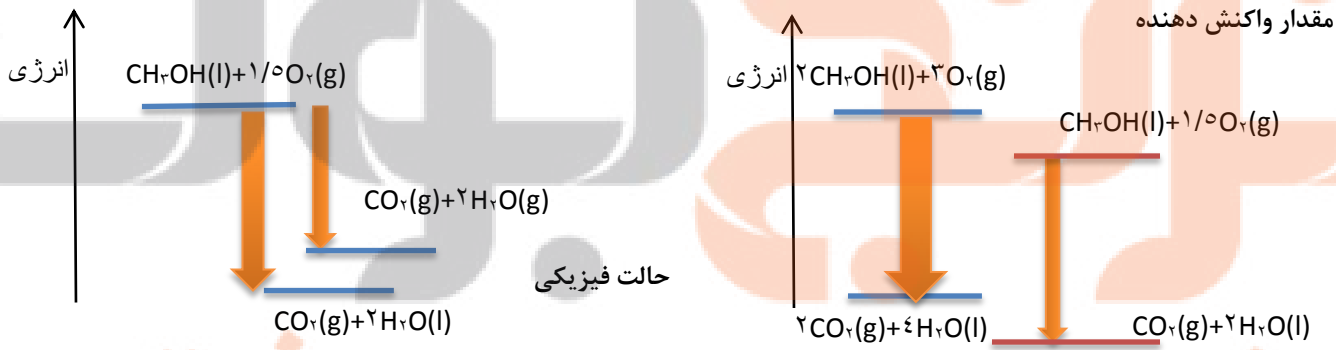 مقدار واکنش دهنده
انرژی
۲CH۳OH(l)+۳O۲(g)
CH۳OH(l)+۱/۵O۲(g)
۲CO۲(g)+٤H۲O(l)
CO۲(g)+۲H۲O(l)
انرژی
CH۳OH(l)+۱/۵O۲(g)
CO۲(g)+۲H۲O(g)
حالت فیزیکی
CO۲(g)+۲H۲O(l)